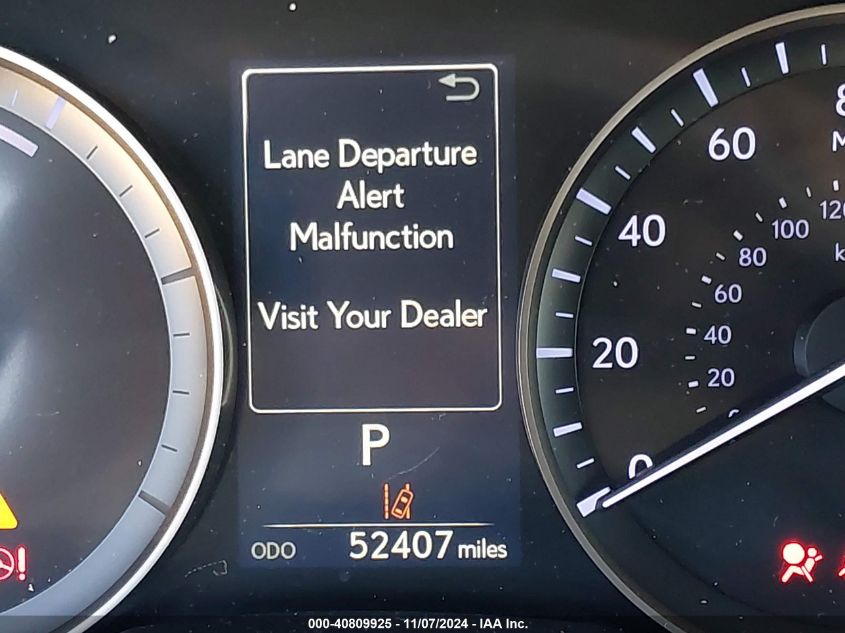 Lane Departure
Alert
Malfunction
Visit Your Dealer
P
ODO 52407 miles
60
40
20
0
100
80
60
40
20
000-40809925 - 11/07/2024 - IAA Inc.